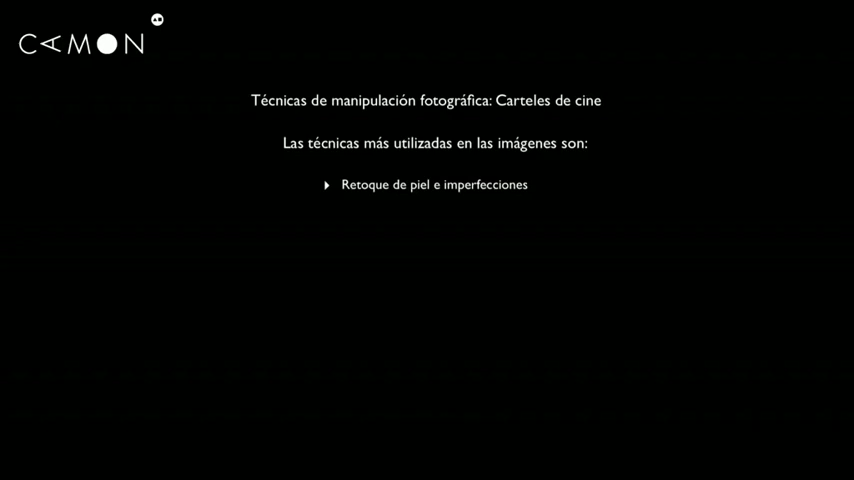 CAMON
Técnicas de manipulación fotográfica: Carteles de cine
Las técnicas más utilizadas en las imágenes son:
Retoque de piel e imperfecciones